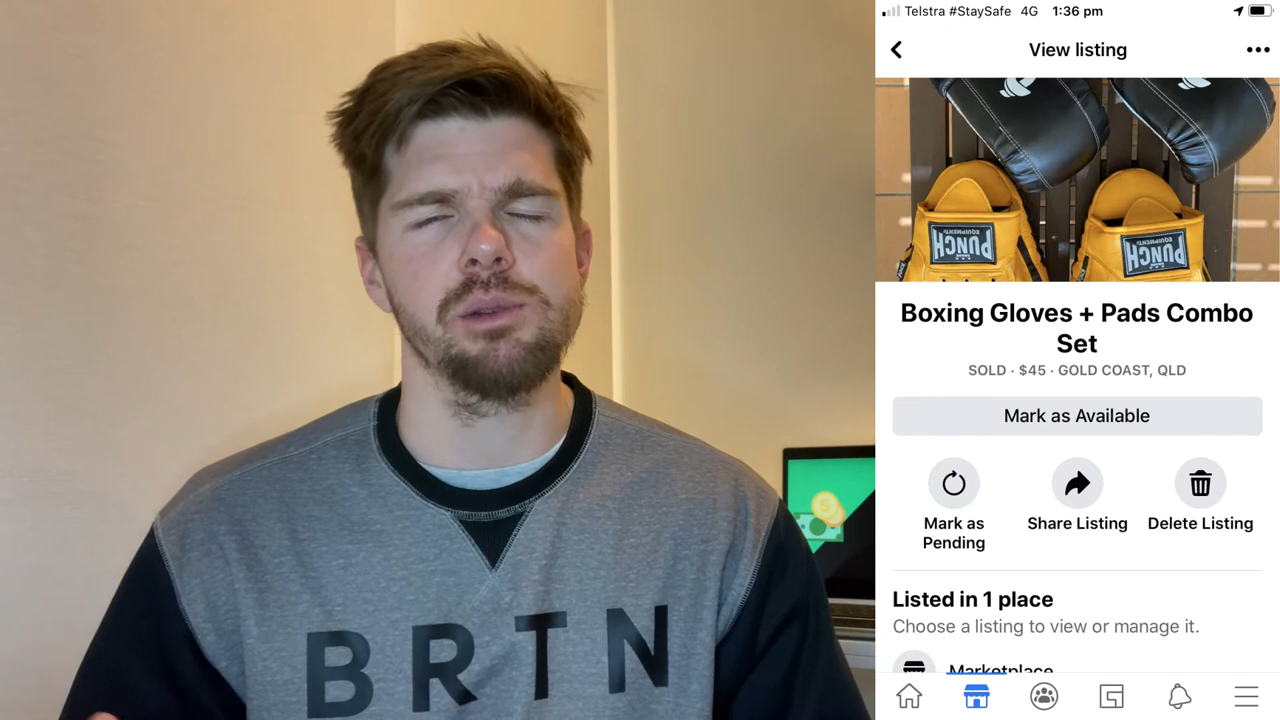 Telstra #StaySafe 4G 1:36 pm
View listing
PUNCH
EQUIPMENT
PUNCH
EQUIPMENT
Boxing Gloves + Pads Combo
Set
SOLD · $45 · GOLD COAST, QLD
Mark as Available
Mark as
Pending
Share Listing
Delete Listing
Listed in 1 place
Choose a listing to view or manage it.
Marketplace
BRTN